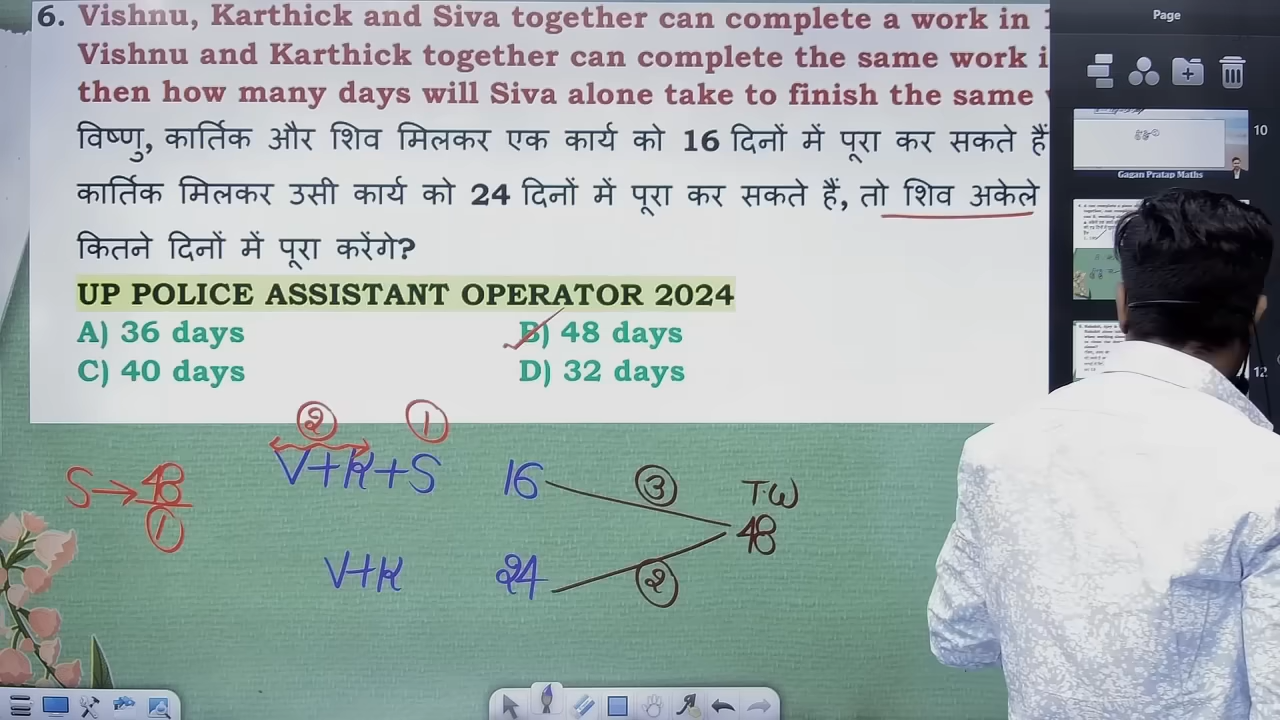 6. Vishnu, Karthick and Siva together can complete a work in
Vishnu and Karthick together can complete the same work i
then how many days will Siva alone take to finish the same
विष्णु, कार्तिक और शिव मिलकर एक कार्य को 16 दिनों में पूरा कर सकते हैं
कार्तिक मिलकर उसी कार्य को 24 दिनों में पूरा कर सकते हैं, तो शिव अकेले
कितने दिनों में पूरा करेंगे?
UP POLICE ASSISTANT OPERATOR 2024
A) 36 days B) 48 days
C) 40 days D) 32 days
2 1
S→48/1 V+K+S 16 3 TW
48
V+K 24 2
Page
10
Gagan Pratap Maths
12